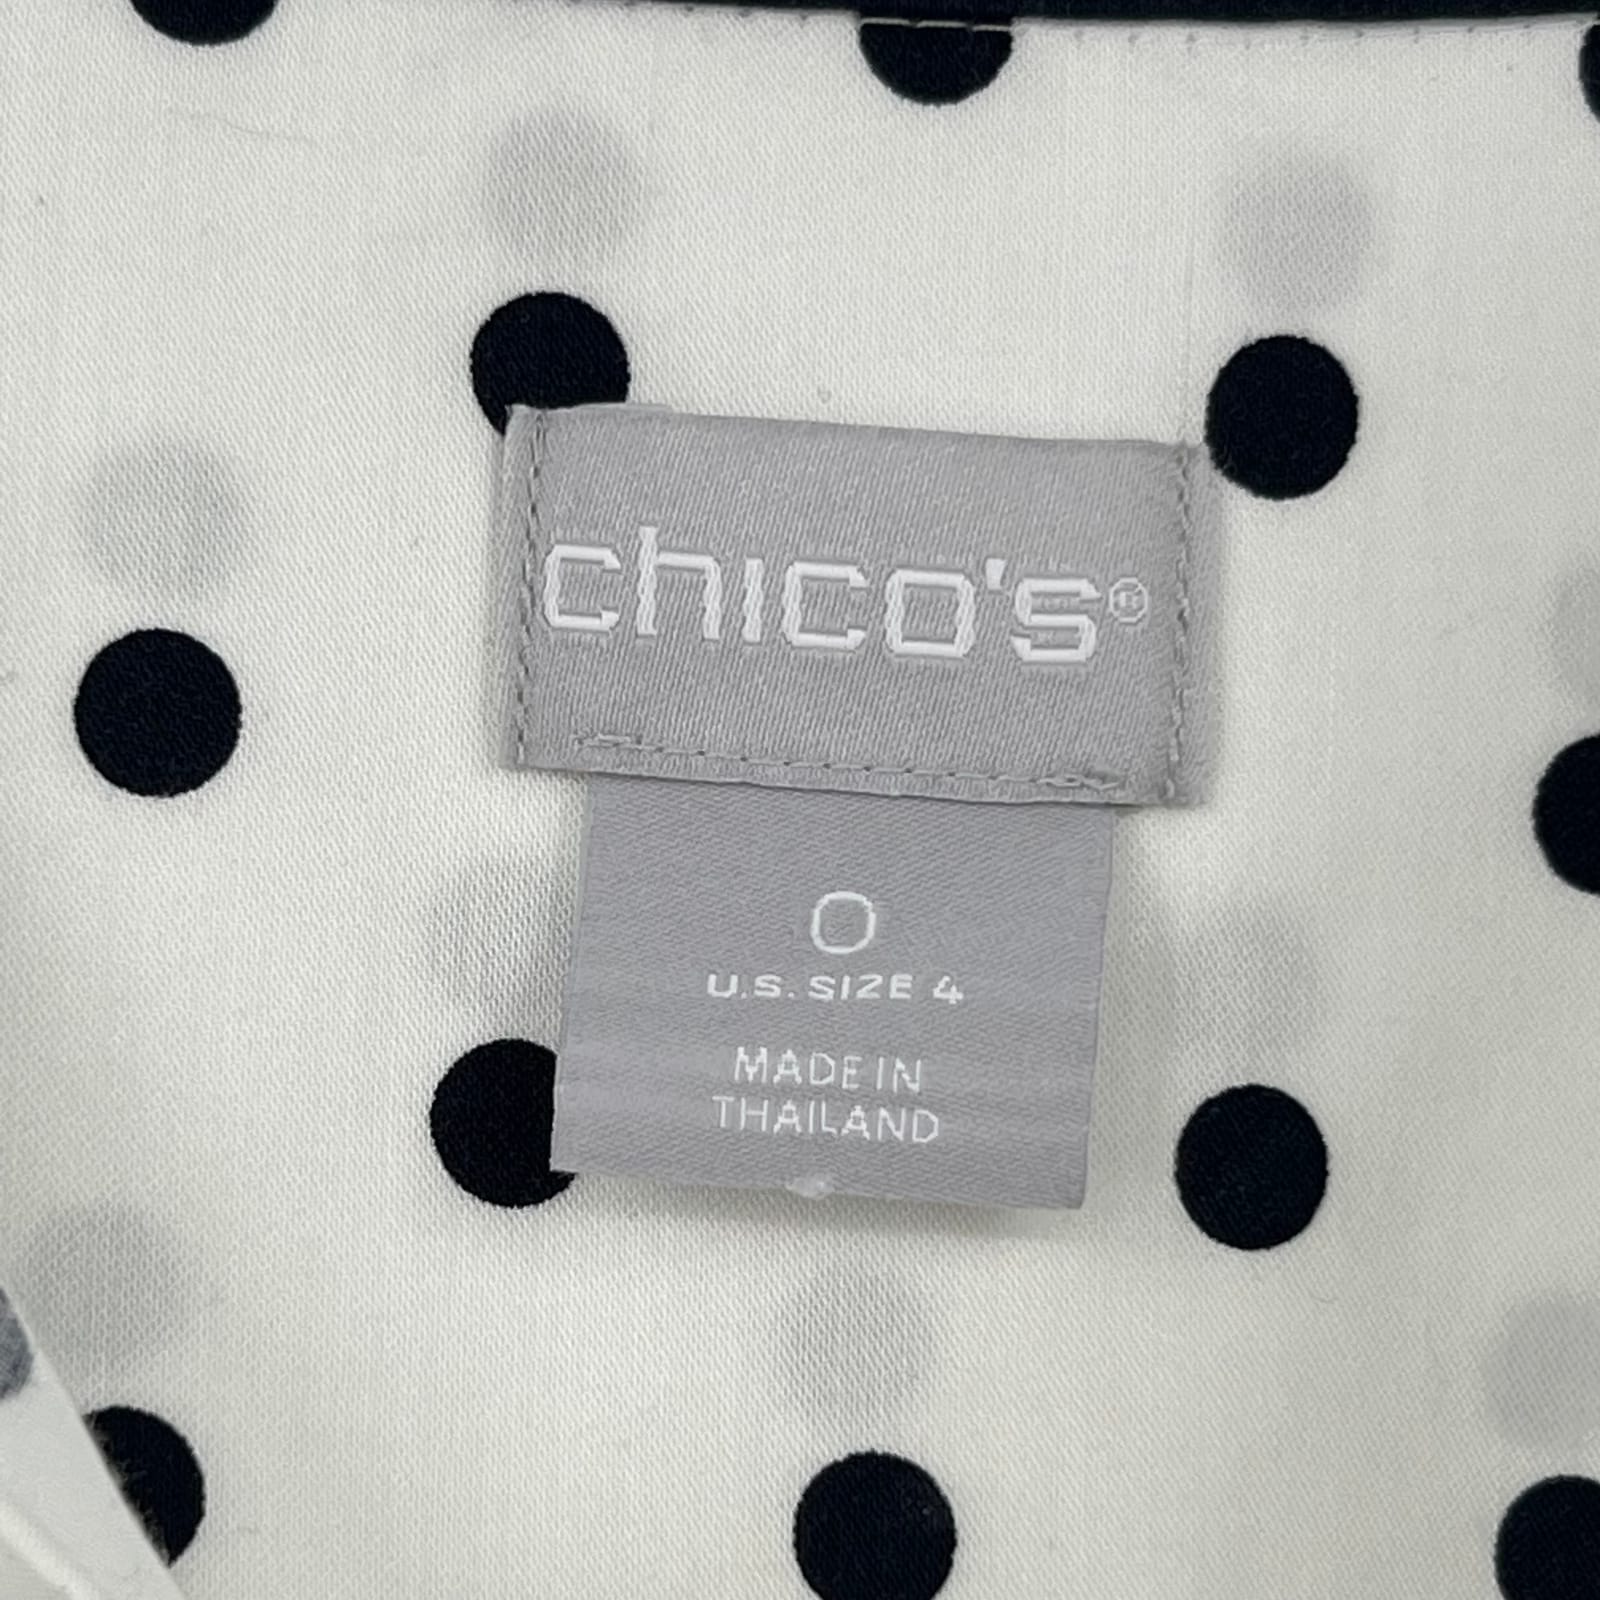 chico's®
0
U.S. SIZE 4
MADE IN
THAILAND